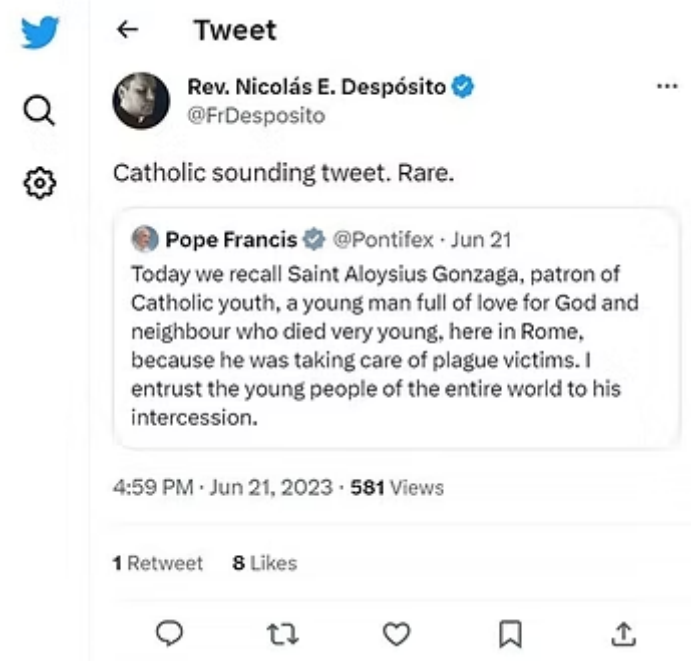 Tweet
Rev. Nicolás E. Despósito
@FrDesposito
Catholic sounding tweet. Rare.
Pope Francis @Pontifex · Jun 21
Today we recall Saint Aloysius Gonzaga, patron of
Catholic youth, a young man full of love for God and
neighbour who died very young, here in Rome,
because he was taking care of plague victims. I
entrust the young people of the entire world to his
intercession.
4:59 PM · Jun 21, 2023 · 581 Views
1 Retweet 8 Likes